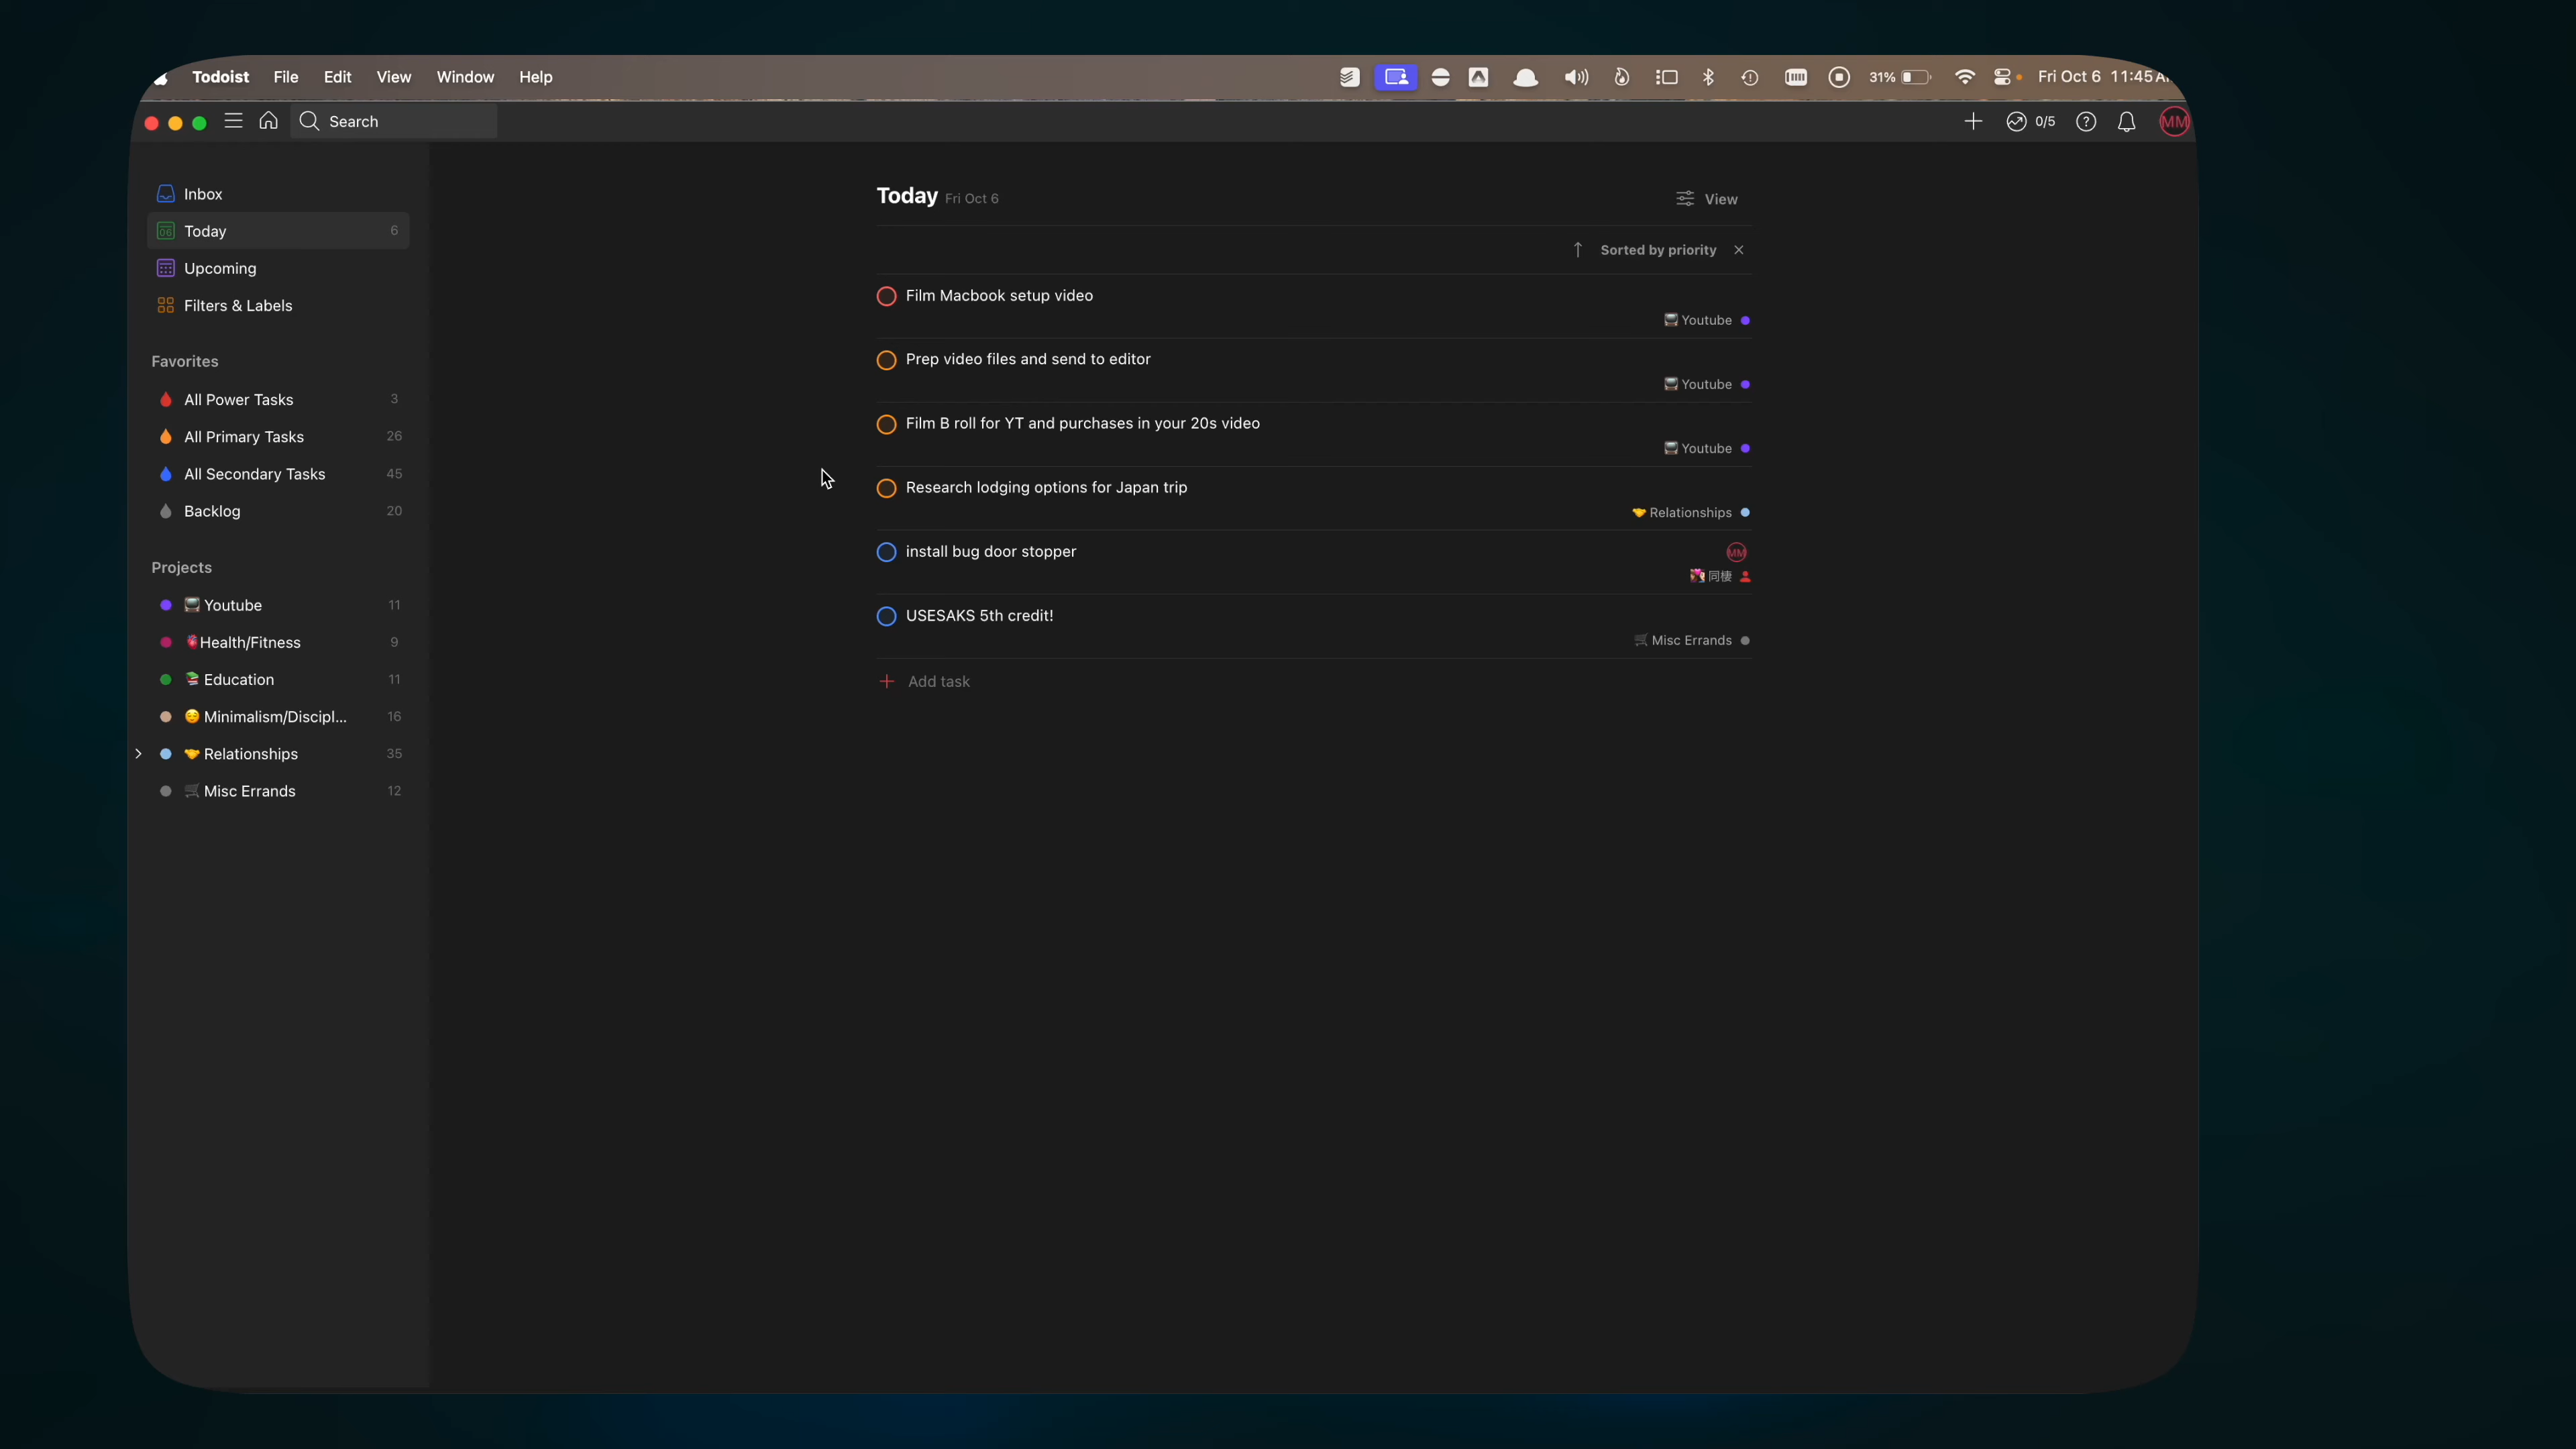 Todoist File Edit View Window Help 31% Fri Oct 6 11:45 A
Search 0/5 MM
Inbox
Today 6
Upcoming
Filters & Labels
Favorites
All Power Tasks 3
All Primary Tasks 26
All Secondary Tasks 45
Backlog 20
Projects
Youtube 11
Health/Fitness 9
Education 11
Minimalism/Discipl... 16
Relationships 35
Misc Errands 12
Today Fri Oct 6
View
Sorted by priority
Film Macbook setup video
Youtube
Prep video files and send to editor
Youtube
Film B roll for YT and purchases in your 20s video
Youtube
Research lodging options for Japan trip
Relationships
install bug door stopper
MM
同棲
USESAKS 5th credit!
Misc Errands
Add task